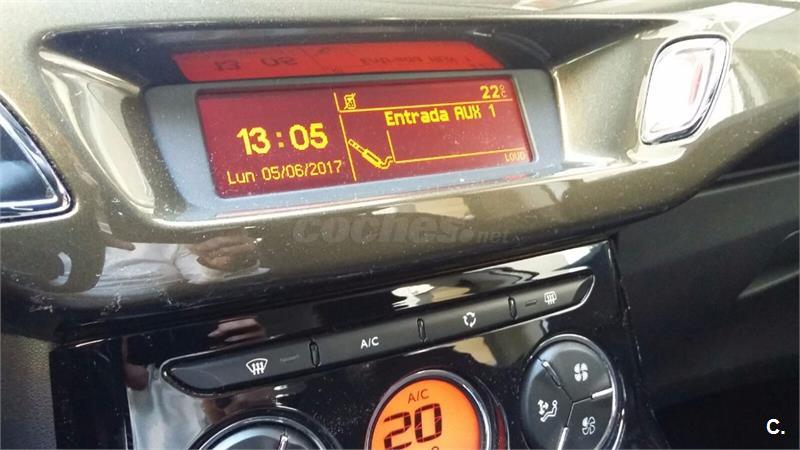 22°C
Entrada AUX 1
13:05
Lun 05/06/2017
LOUD
coches.net
A/C
A/C
20
C.